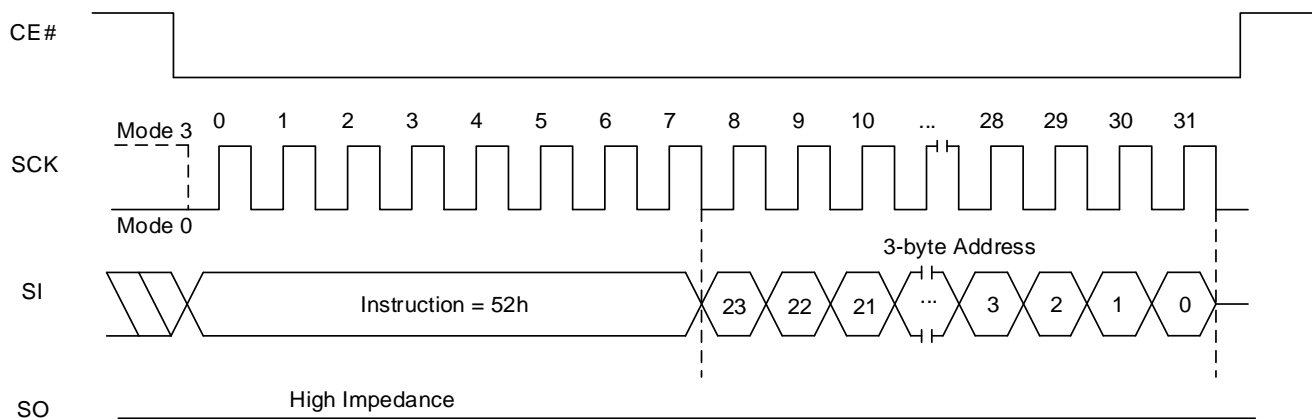 CE#
0 1 2 3 4 5 6 7 8 9 10 ... 28 29 30 31
Mode 3
SCK
Mode 0
3-byte Address
SI
Instruction = 52h 23 22 21 ... 3 2 1 0
High Impedance
SO